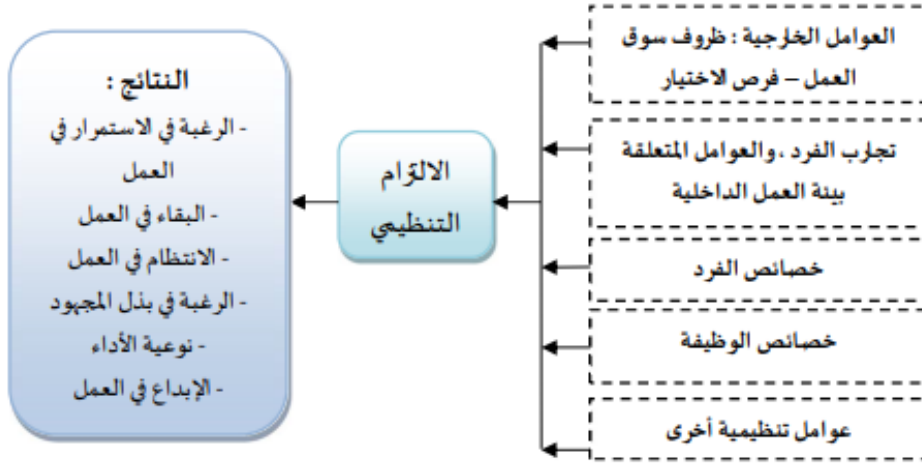 العوامل الخارجية : ظروف سوق
العمل – فرص الاختيار
تجارب الفرد ، والعوامل المتعلقة
بيئة العمل الداخلية
خصائص الفرد
خصائص الوظيفة
عوامل تنظيمية أخرى
الالتزام
التنظيمي
النتائج :
- الرغبة في الاستمرار في
العمل
- البقاء في العمل
- الانتظام في العمل
- الرغبة في بذل المجهود
- نوعية الأداء
- الإبداع في العمل